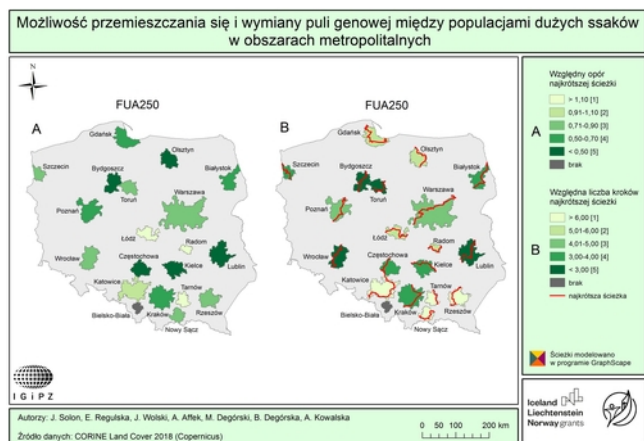 Możliwość przemieszczania się i wymiany puli genowej między populacjami dużych ssaków
w obszarach metropolitalnych
N
FUA250
FUA250
A
B
Gdańsk
Olsztyn
Szczecin
Bydgoszcz
Białystok
Toruń
Warszawa
Poznań
Łódź
Radom
Wrocław
Częstochowa
Kielce
Lublin
Katowice
Tarnów
Kraków
Rzeszów
Bielsko-Biała
Nowy Sącz
Gdańsk
Olsztyn
Szczecin
Bydgoszcz
Białystok
Toruń
Warszawa
Poznań
Łódź
Radom
Wrocław
Częstochowa
Kielce
Lublin
Katowice
Tarnów
Kraków
Rzeszów
Bielsko-Biała
Nowy Sącz
Względny opór
najkrótszej ścieżki
> 1,10 [1]
0,91-1,10 [2]
A
0,71-0,90 [3]
0,50-0,70 [4]
< 0,50 [5]
brak
Względna liczba kroków
najkrótszej ścieżki
> 6,00 [1]
5,01-6,00 [2]
B
4,01-5,00 [3]
3,00-4,00 [4]
< 3,00 [5]
brak
najkrótsza ścieżka
Ścieżki modelowano
w programie GraphScape
IGiPZ
Iceland
Liechtenstein
Norway grants
Autorzy: J. Solon, E. Regulska, J. Wolski, A. Affek, M. Degórski, B. Degórska, A. Kowalska
Źródło danych: CORINE Land Cover 2018 (Copernicus)
0 50 100 200 km